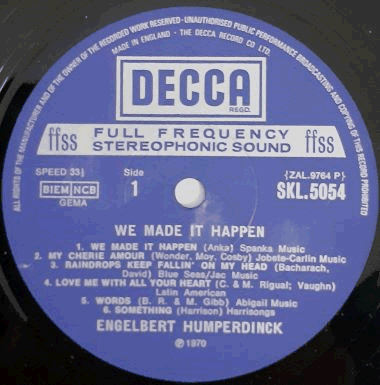 ALL RIGHTS OF THE MANUFACTURER AND OF THE OWNER OF THE RECORDED WORK RESERVED - UNAUTHORISED PUBLIC PERFORMANCE BROADCASTING AND COPYING OF THIS RECORD PROHIBITED
MADE IN ENGLAND - THE DECCA RECORD CO LTD.
DECCA
REGD.
ffss FULL FREQUENCY STEREOPHONIC SOUND ffss
SPEED 33⅓ Side (ZAL.9764 P)
BIEM NCB 1 SKL.5054
GEMA
WE MADE IT HAPPEN
1. WE MADE IT HAPPEN (Anka) Spanka Music
2. MY CHERIE AMOUR (Wonder, Moy, Cosby) Jobete-Carlin Music
3. RAINDROPS KEEP FALLIN' ON MY HEAD (Bacharach,
David) Blue Seas/Jac Music
4. LOVE ME WITH ALL YOUR HEART (C. & M. Rigual; Vaughn)
Latin American
5. WORDS (B. R. & M. Gibb) Abigail Music
6. SOMETHING (Harrison) Harrisongs
ENGELBERT HUMPERDINCK
℗ 1970